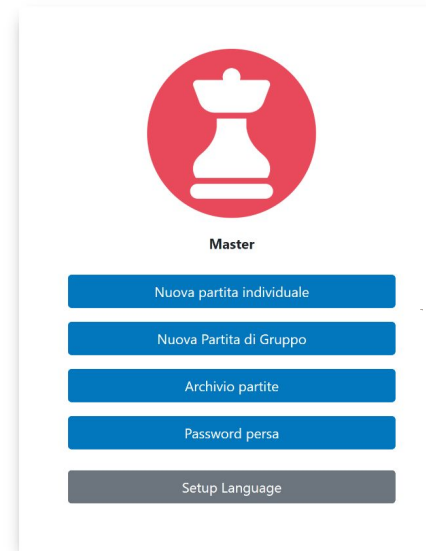 Master
Nuova partita individuale
Nuova Partita di Gruppo
Archivio partite
Password persa
Setup Language